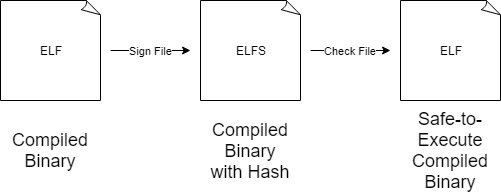 ELF
Sign File
ELFS
Check File
ELF
Compiled
Binary
Compiled
Binary
with Hash
Safe-to-
Execute
Compiled
Binary